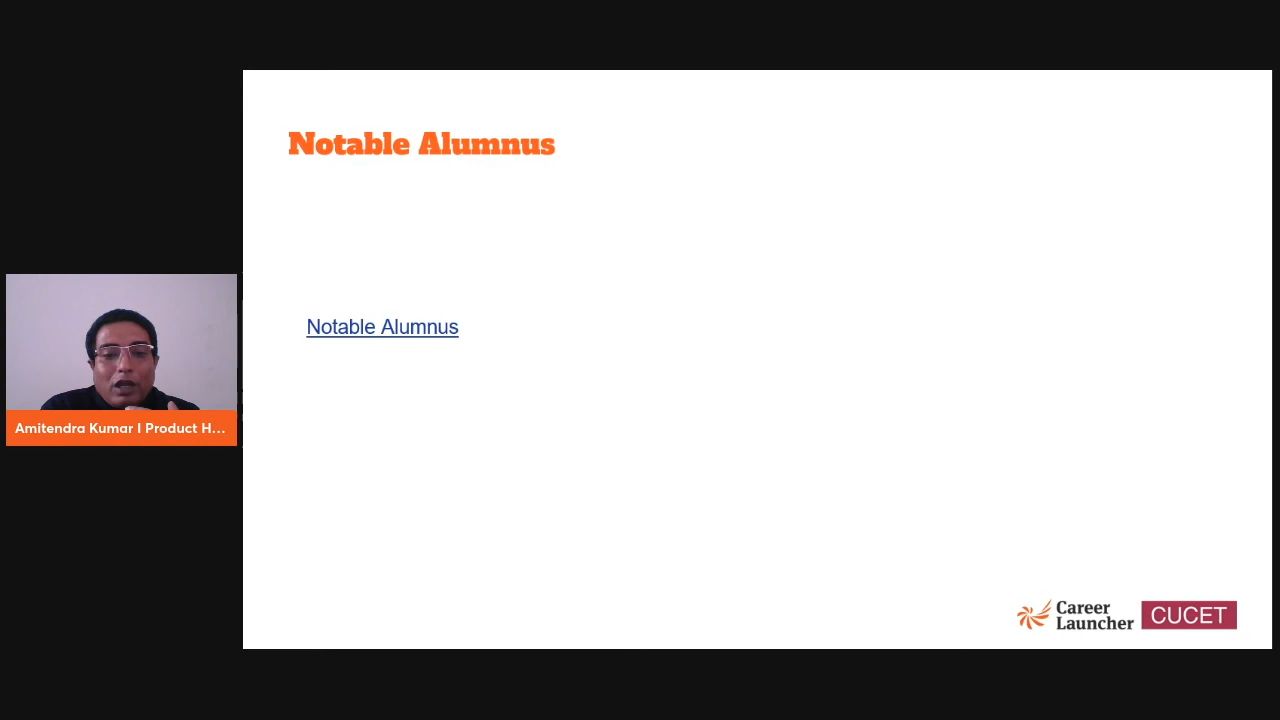 Notable Alumnus
Notable Alumnus
Amitendra Kumar I Product H...
Career
Launcher
CUCET